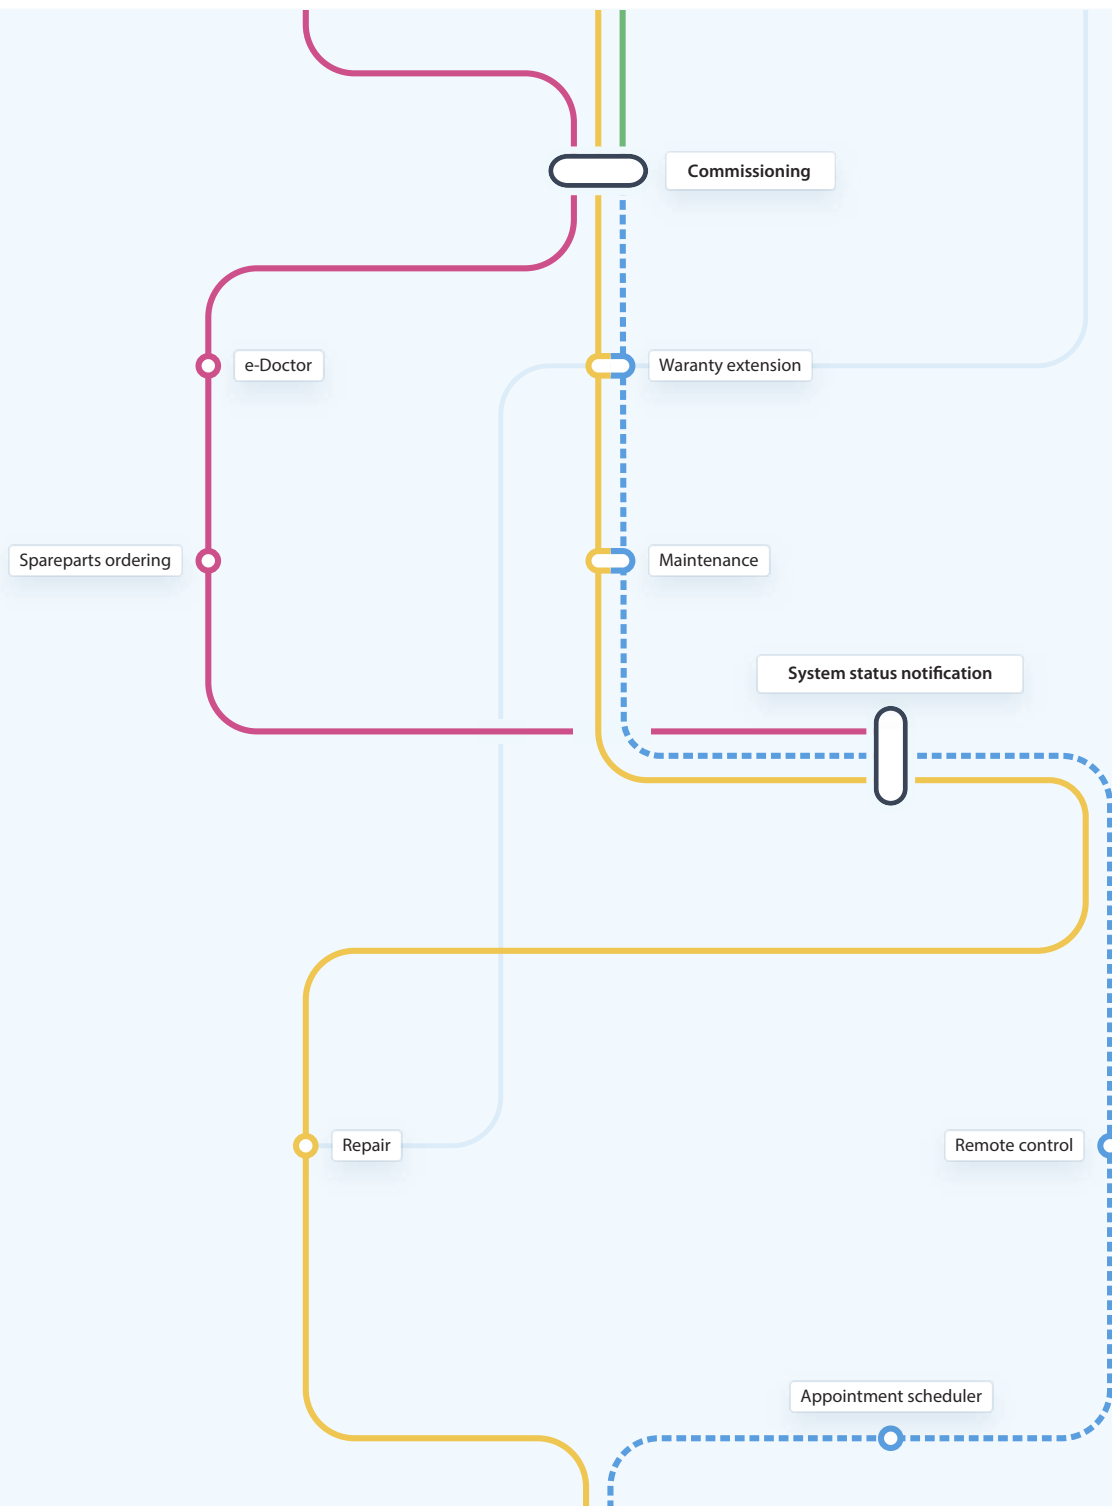 Commissioning
e-Doctor
Waranty extension
Spareparts ordering
Maintenance
System status notification
Repair
Remote control
Appointment scheduler